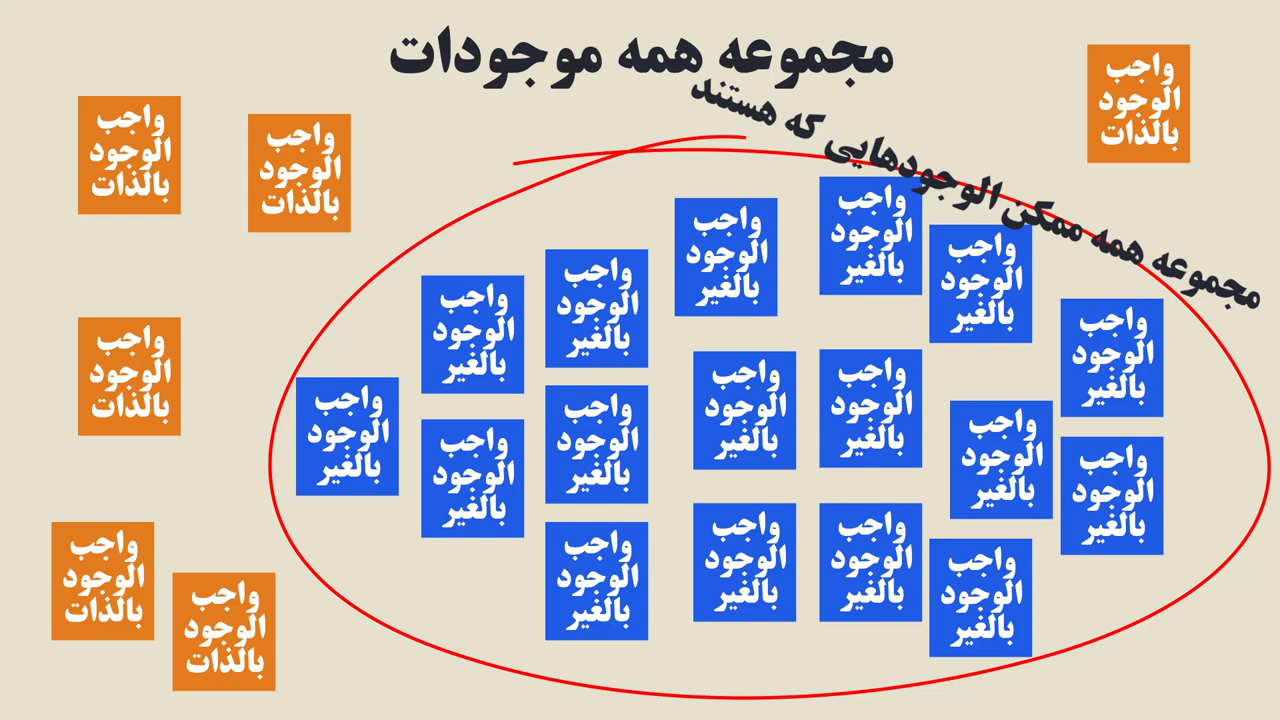 مجموعه همه موجودات
مجموعه همه ممکن الوجودهایی که هستند
واجب
الوجود
بالذات
واجب
الوجود
بالذات
واجب
الوجود
بالذات
واجب
الوجود
بالغیر
واجب
الوجود
بالغیر
واجب
الوجود
بالغیر
واجب
الوجود
بالغیر
واجب
الوجود
بالغیر
واجب
الوجود
بالغیر
واجب
الوجود
بالذات
واجب
الوجود
بالغیر
واجب
الوجود
بالغیر
واجب
الوجود
بالغیر
واجب
الوجود
بالغیر
واجب
الوجود
بالغیر
واجب
الوجود
بالغیر
واجب
الوجود
بالغیر
واجب
الوجود
بالغیر
واجب
الوجود
بالغیر
واجب
الوجود
بالغیر
واجب
الوجود
بالغیر
واجب
الوجود
بالذات
واجب
الوجود
بالذات